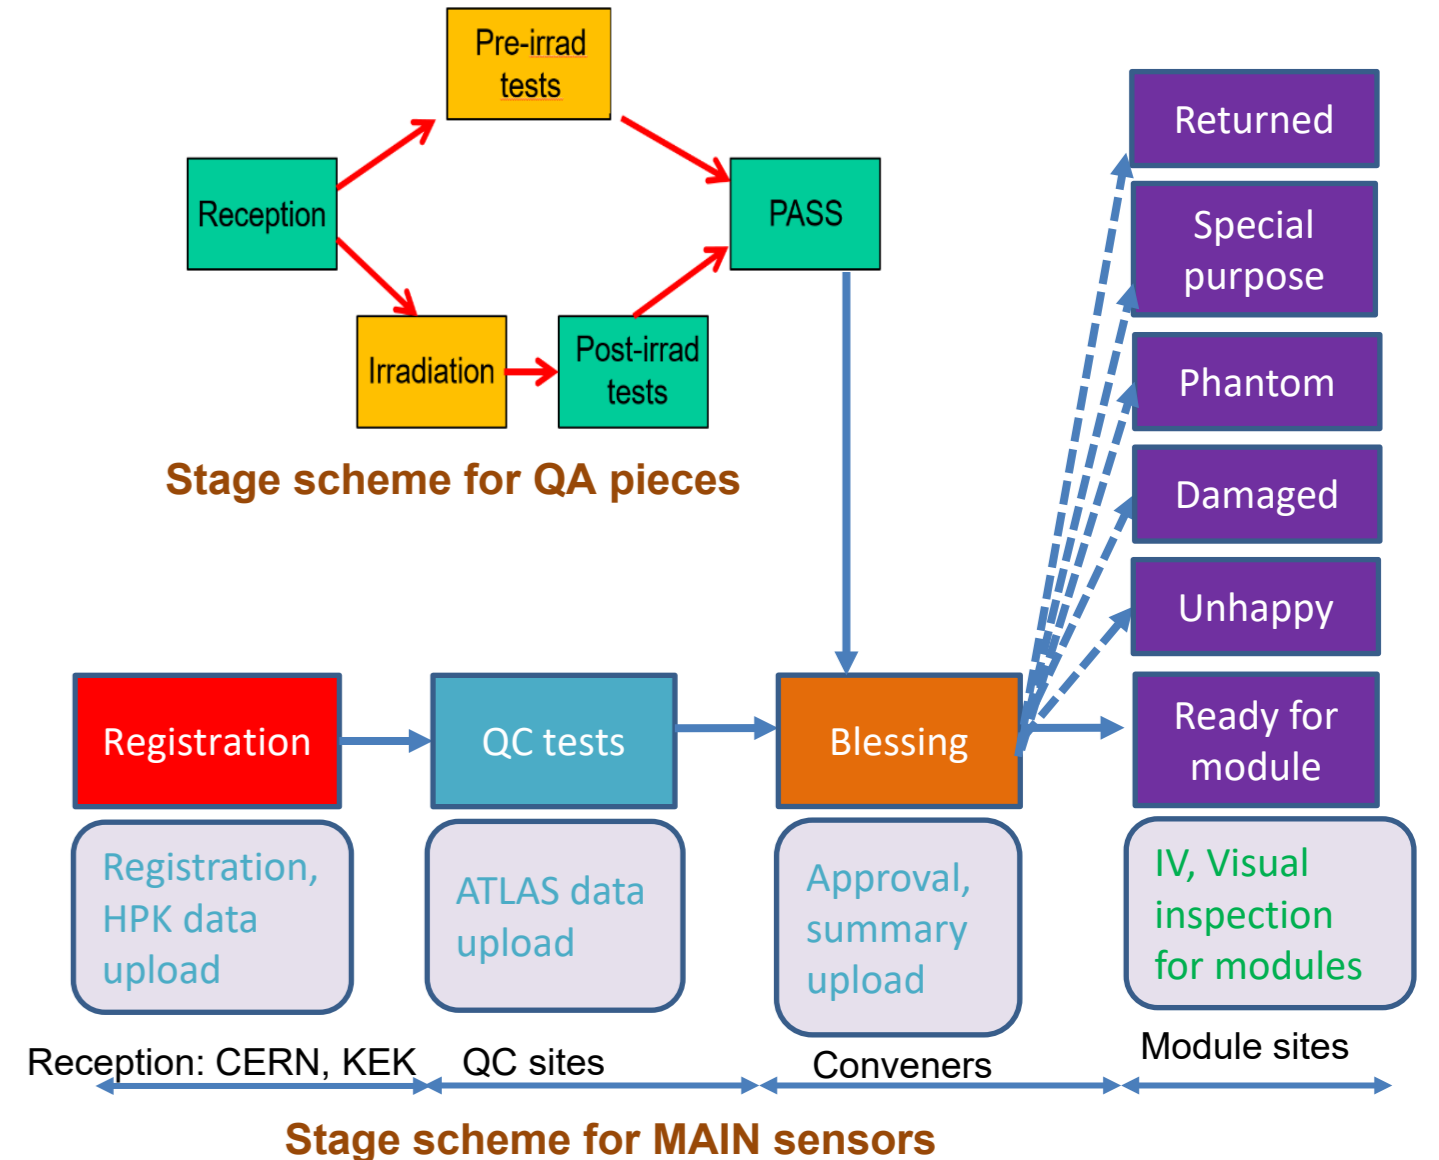 Pre-irrad
tests
Reception
PASS
Irradiation
Post-irrad
tests
Stage scheme for QA pieces
Returned
Special
purpose
Phantom
Damaged
Unhappy
Registration
QC tests
Blessing
Ready for
module
Registration,
HPK data
upload
ATLAS data
upload
Approval,
summary
upload
IV, Visual
inspection
for modules
Reception: CERN, KEK
QC sites
Conveners
Module sites
Stage scheme for MAIN sensors